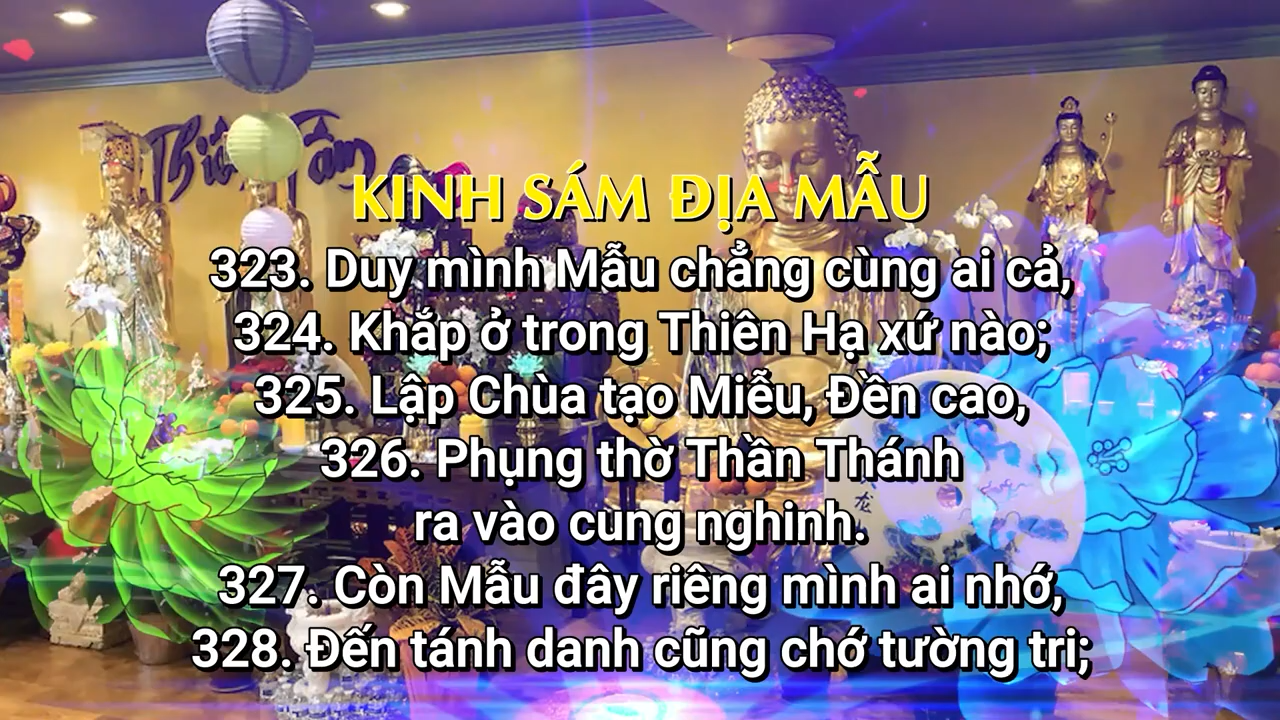 Thiên Tâm
KINH SÁM ĐỊA MẪU
323. Duy mình Mẫu chẳng cùng ai cả,
324. Khắp ở trong Thiên Hạ xứ nào;
325. Lập Chùa tạo Miễu, Đền cao,
326. Phụng thờ Thần Thánh
ra vào cung nghinh.
327. Còn Mẫu đây riêng mình ai nhớ,
328. Đến tánh danh cũng chớ tường tri;